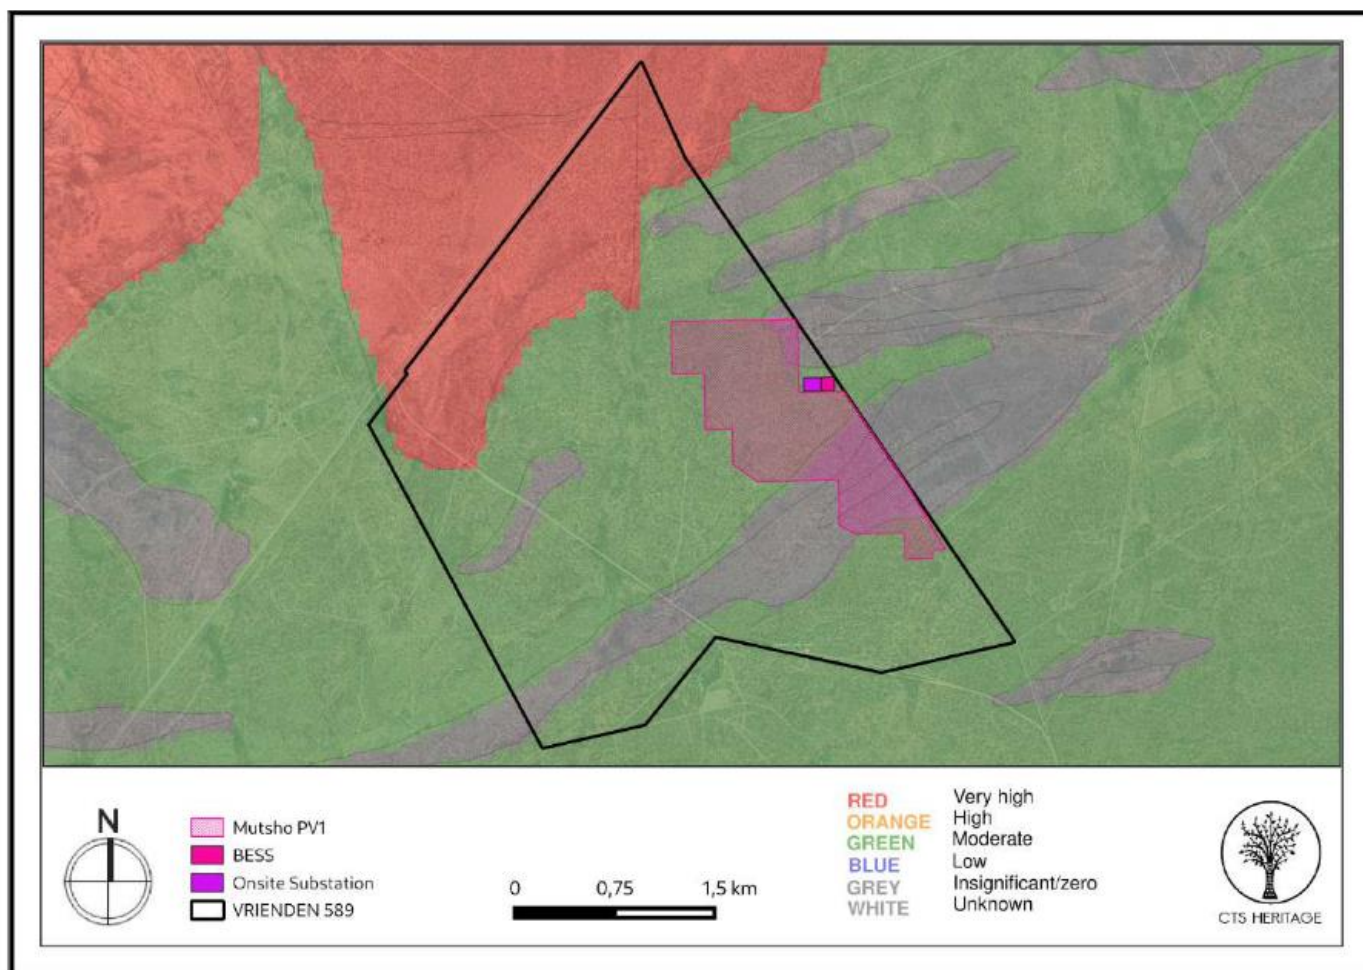 N
Mutsho PV1
BESS
Onsite Substation
VRIENDEN 589
0 0,75 1,5 km
RED Very high
ORANGE High
GREEN Moderate
BLUE Low
GREY Insignificant/zero
WHITE Unknown
CTS HERITAGE